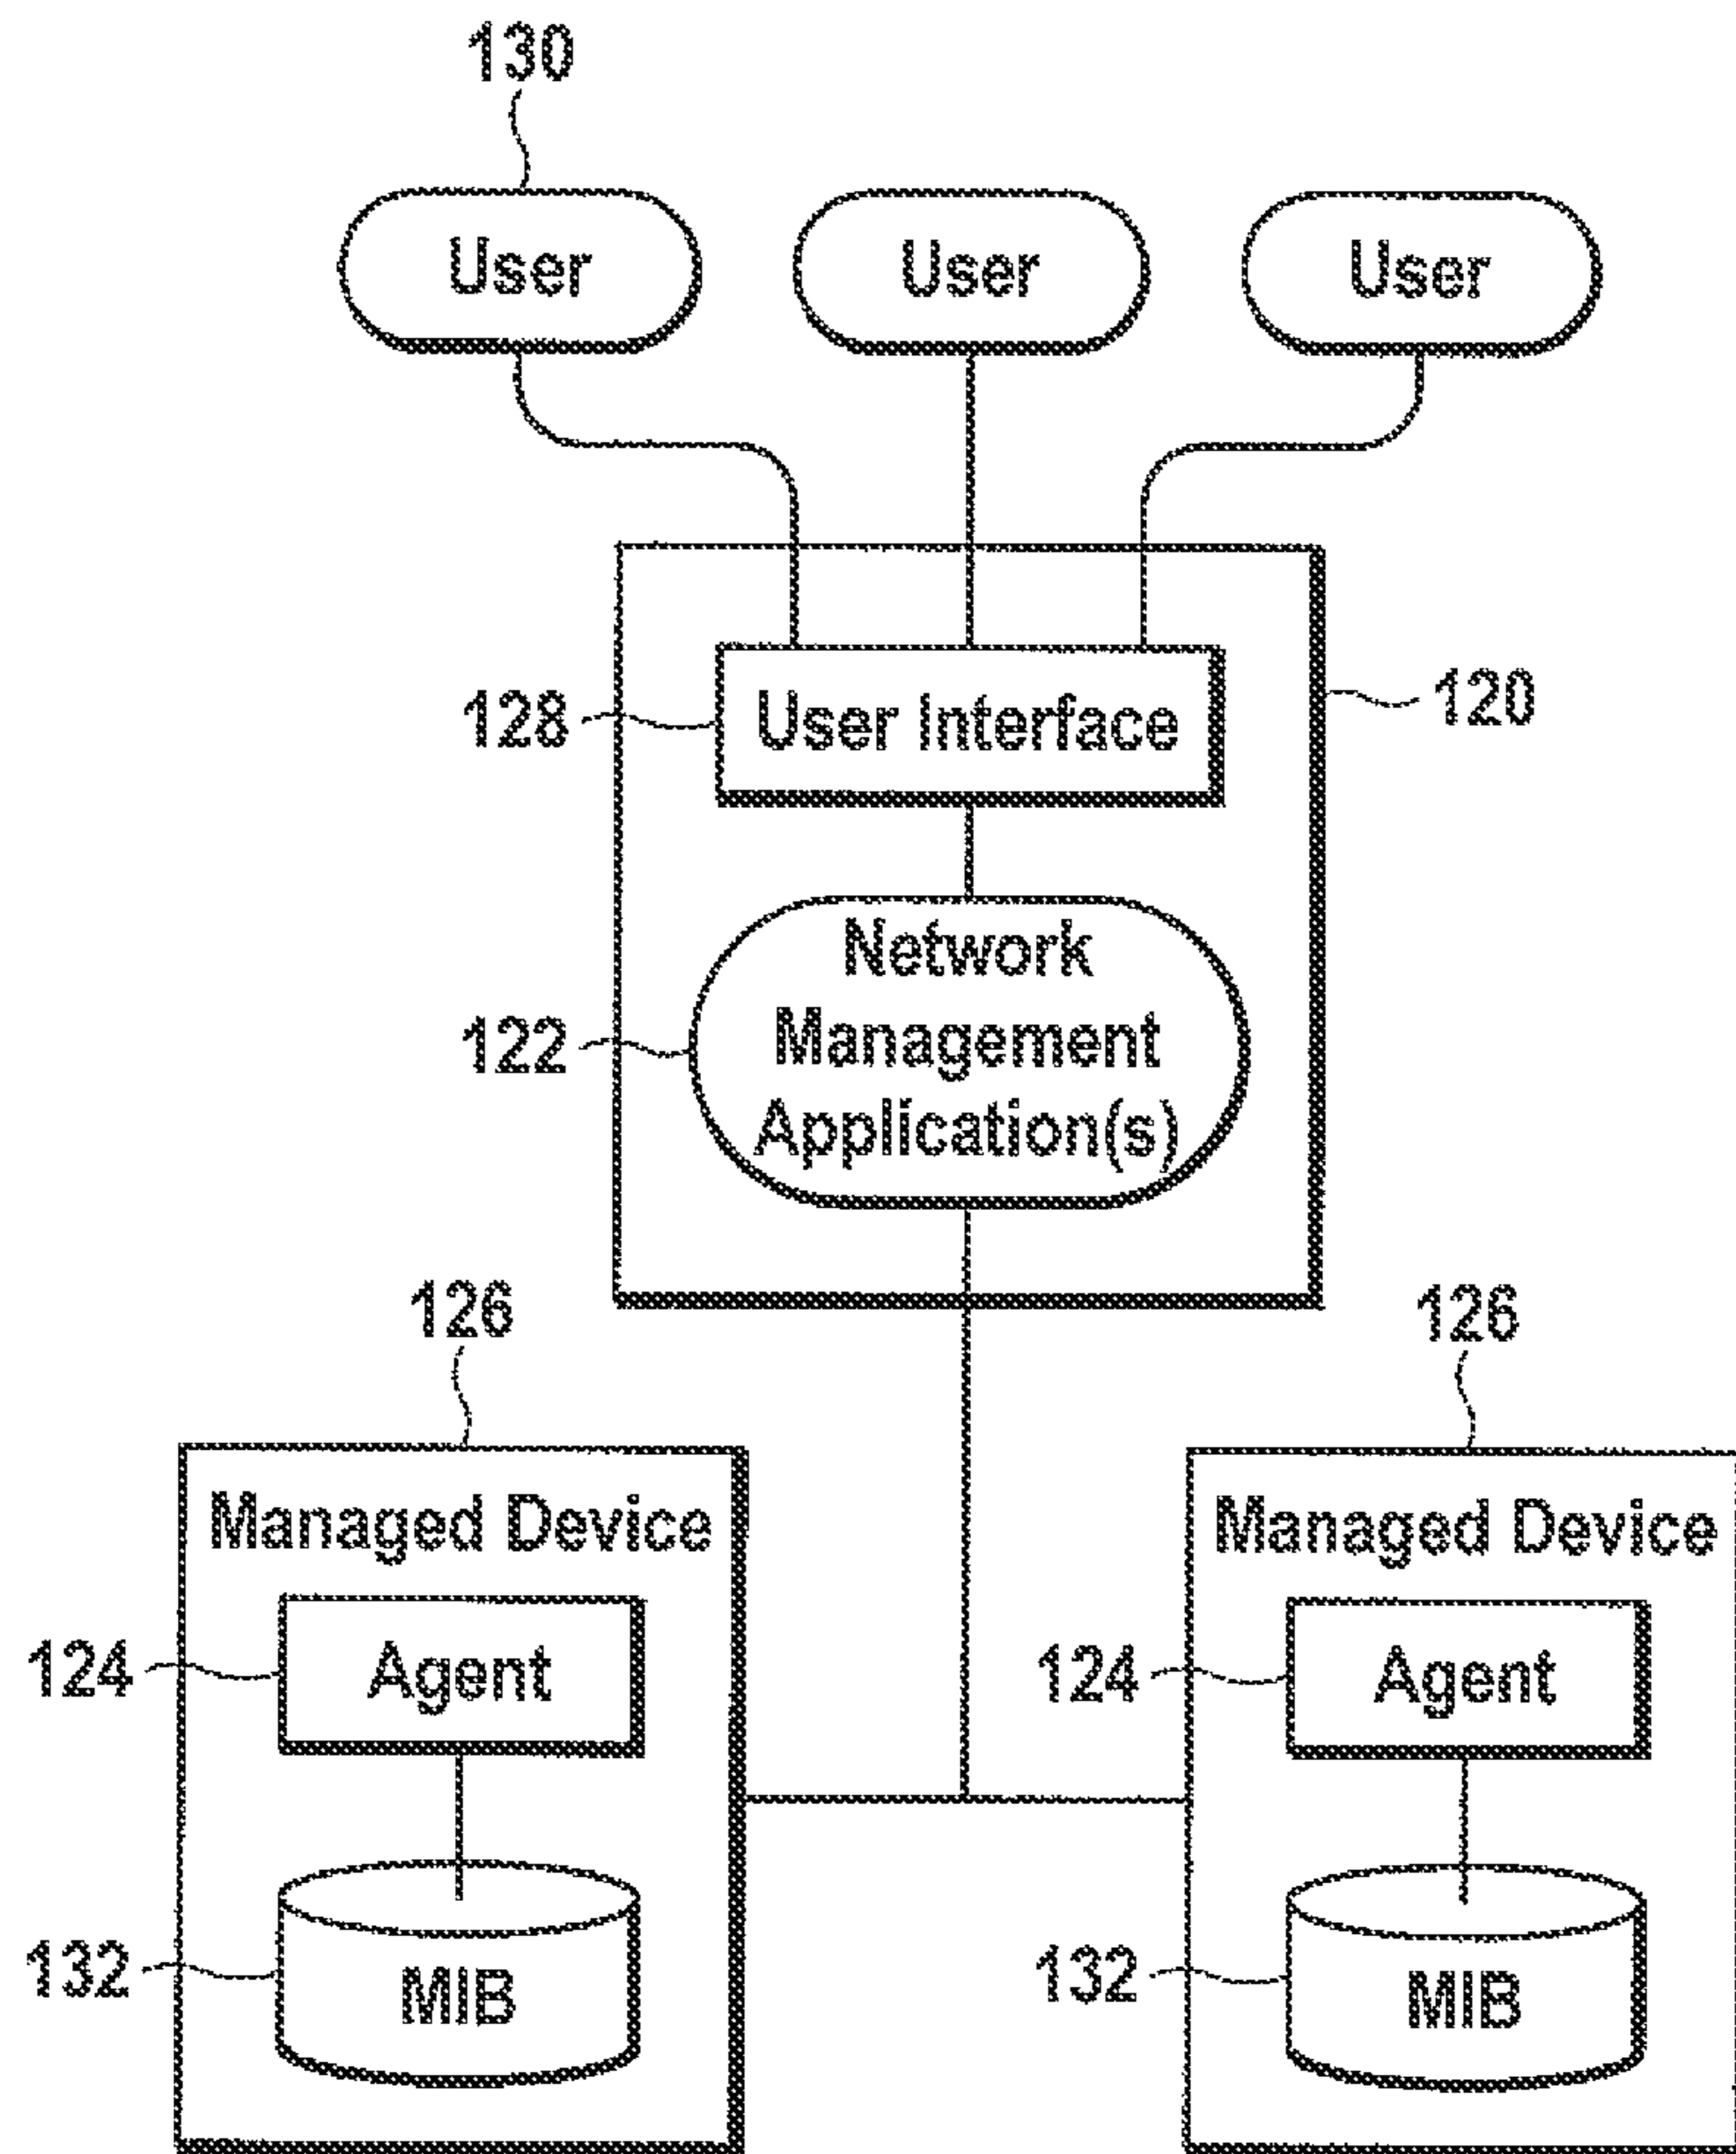 130
User
User
User
128
User Interface
120
Network
Management
Application(s)
122
126
126
Managed Device
Managed Device
124
Agent
124
Agent
132
MIB
132
MIB